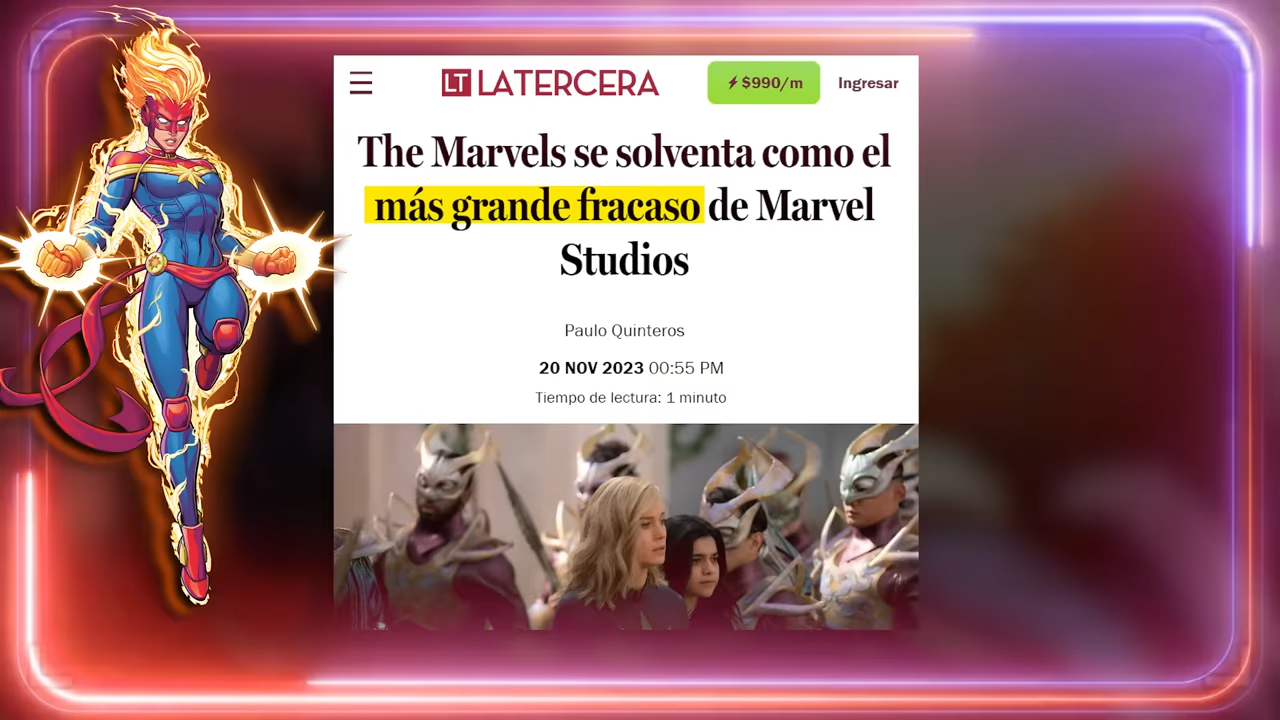 LT LATERCERA
$990/m
Ingresar
The Marvels se solventa como el
más grande fracaso de Marvel
Studios
Paulo Quinteros
20 NOV 2023 00:55 PM
Tiempo de lectura: 1 minuto